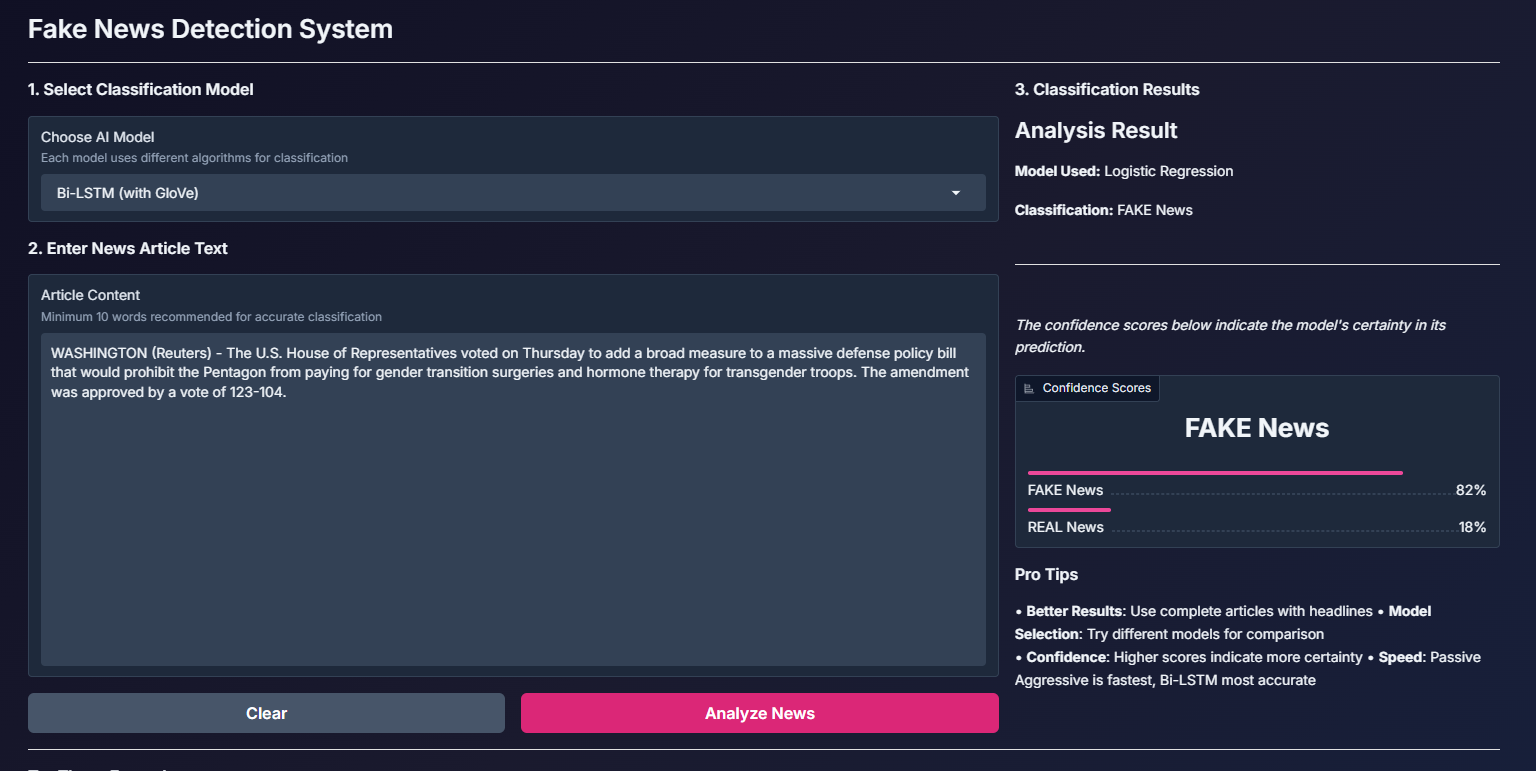 Fake News Detection System
1. Select Classification Model
Choose AI Model
Each model uses different algorithms for classification
Bi-LSTM (with GloVe)
2. Enter News Article Text
Article Content
Minimum 10 words recommended for accurate classification
WASHINGTON (Reuters) - The U.S. House of Representatives voted on Thursday to add a broad measure to a massive defense policy bill
that would prohibit the Pentagon from paying for gender transition surgeries and hormone therapy for transgender troops. The amendment
was approved by a vote of 123-104.
Clear
Analyze News
3. Classification Results
Analysis Result
Model Used: Logistic Regression
Classification: FAKE News
The confidence scores below indicate the model's certainty in its
prediction.
Confidence Scores
FAKE News
FAKE News 82%
REAL News 18%
Pro Tips
• Better Results: Use complete articles with headlines • Model
Selection: Try different models for comparison
• Confidence: Higher scores indicate more certainty • Speed: Passive
Aggressive is fastest, Bi-LSTM most accurate